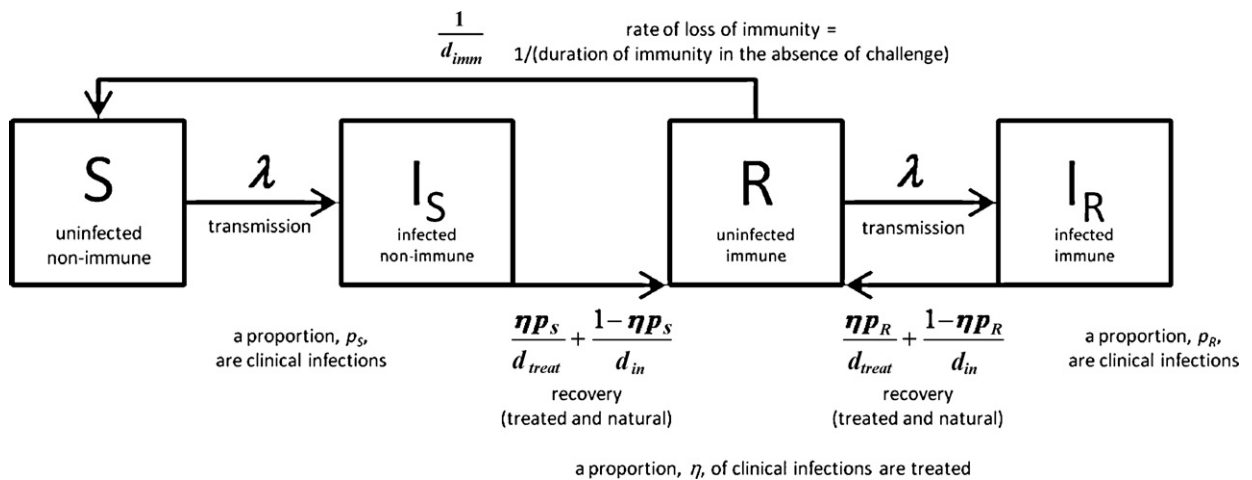 1
d_imm
rate of loss of immunity =
1/(duration of immunity in the absence of challenge)
S
uninfected
non-immune
λ
transmission
I_S
infected
non-immune
R
uninfected
immune
λ
transmission
I_R
infected
immune
a proportion, p_S,
are clinical infections
ηp_S / d_treat + 1−ηp_S / d_in
recovery
(treated and natural)
ηp_R / d_treat + 1−ηp_R / d_in
recovery
(treated and natural)
a proportion, p_R,
are clinical infections
a proportion, η, of clinical infections are treated